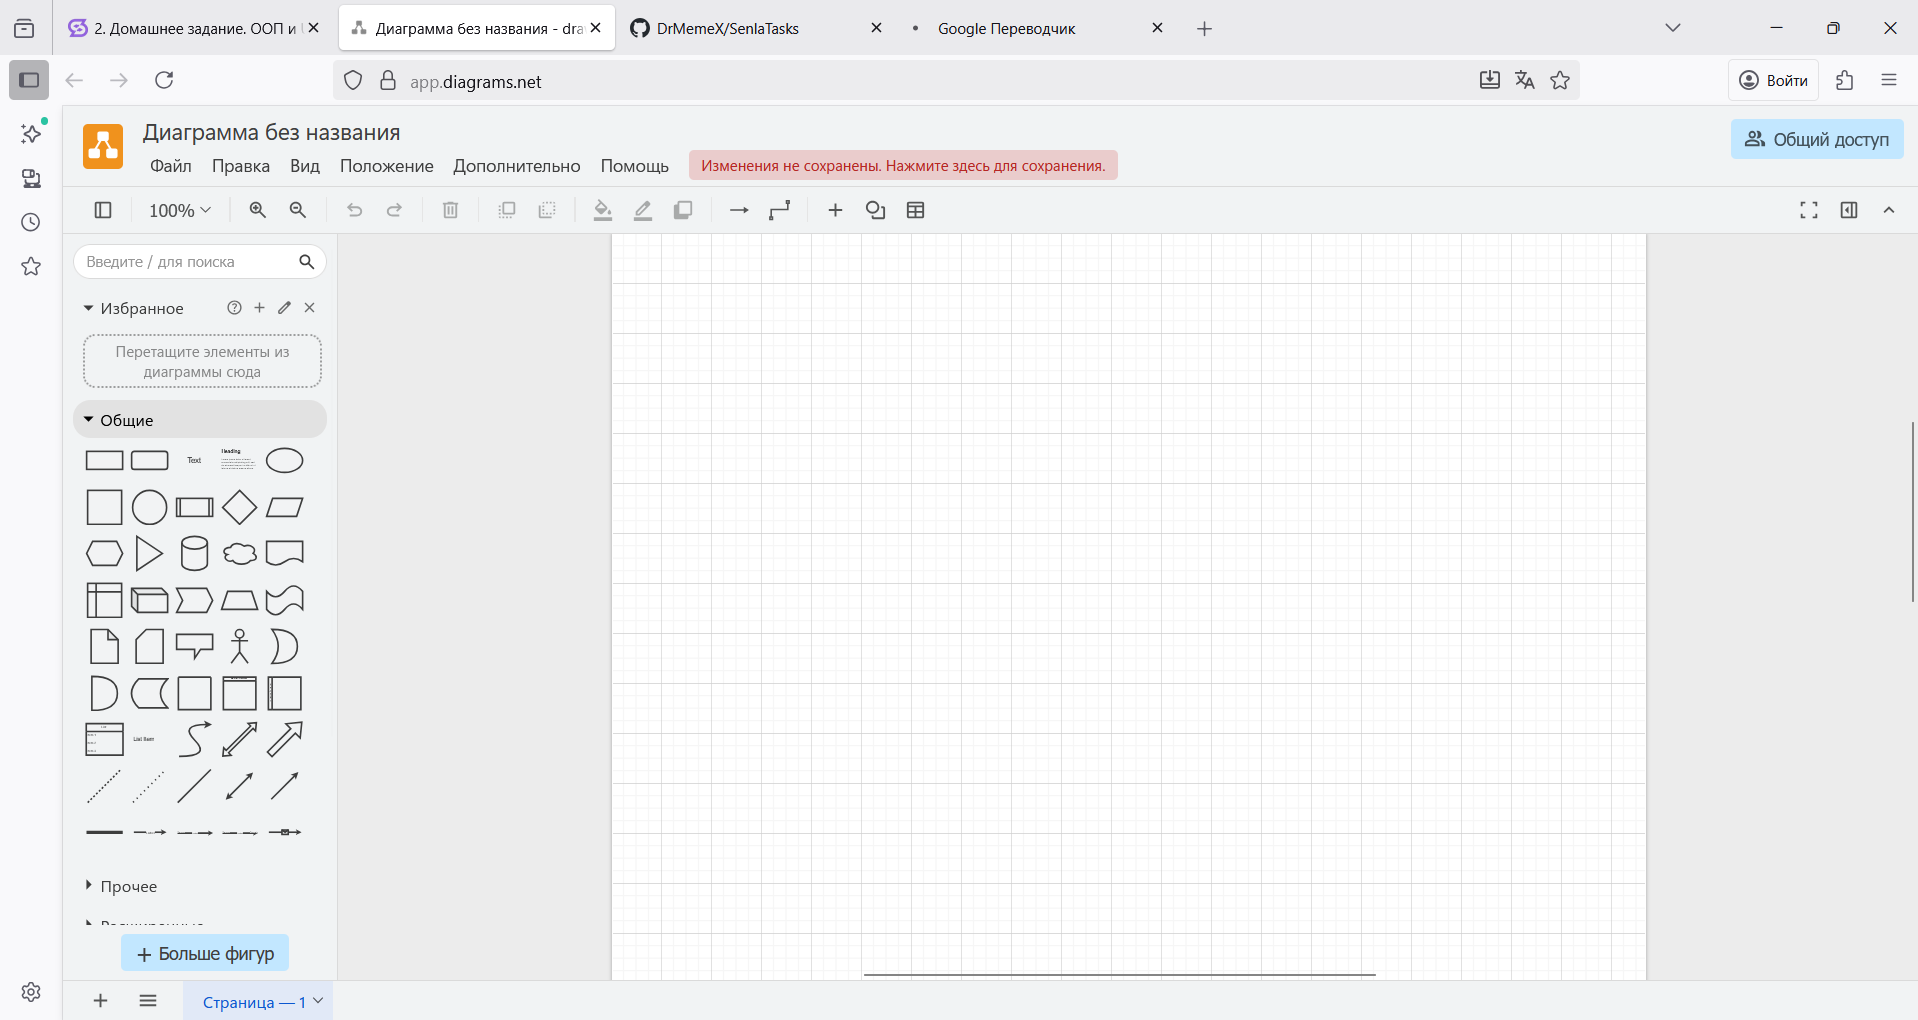 2. Домашнее задание. ООП и
Диаграмма без названия - dra
DrMemeX/SenlaTasks
Google Переводчик
app.diagrams.net
Войти
Диаграмма без названия
Файл Правка Вид Положение Дополнительно Помощь
Изменения не сохранены. Нажмите здесь для сохранения.
Общий доступ
100%
Введите / для поиска
Избранное
Перетащите элементы из
диаграммы сюда
Общие
Text
Heading
List Item
Прочее
+ Больше фигур
Страница — 1